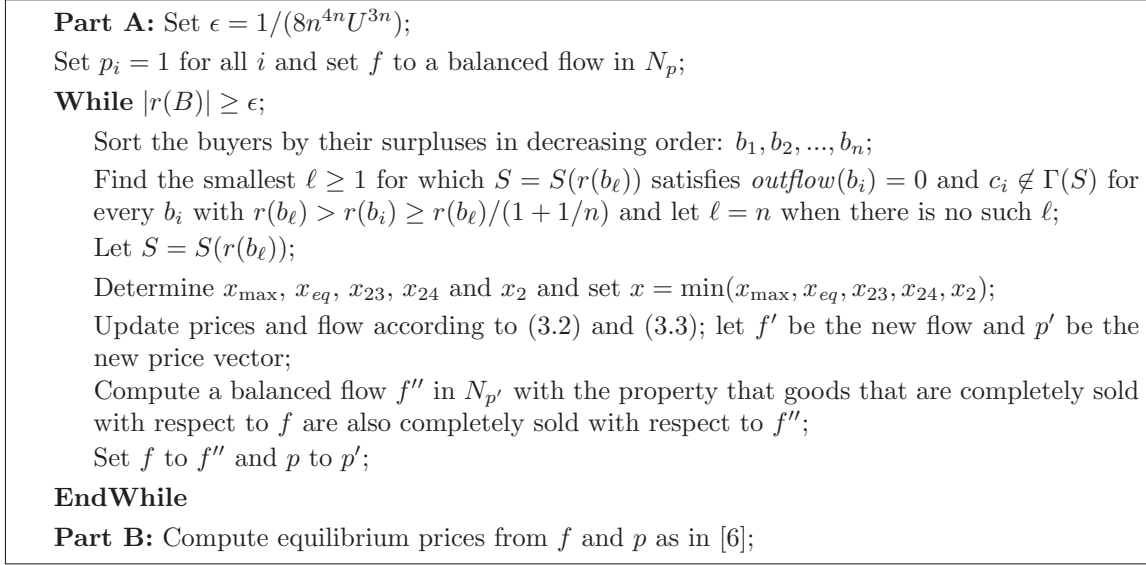 Part A: Set ϵ = 1/(8n^{4n}U^{3n});
Set p_i = 1 for all i and set f to a balanced flow in N_p;
While |r(B)| ≥ ϵ;
Sort the buyers by their surpluses in decreasing order: b_1, b_2, ..., b_n;
Find the smallest ℓ ≥ 1 for which S = S(r(b_ℓ)) satisfies outflow(b_i) = 0 and c_i ∉ Γ(S) for
every b_i with r(b_ℓ) > r(b_i) ≥ r(b_ℓ)/(1 + 1/n) and let ℓ = n when there is no such ℓ;
Let S = S(r(b_ℓ));
Determine x_max, x_eq, x_23, x_24 and x_2 and set x = min(x_max, x_eq, x_23, x_24, x_2);
Update prices and flow according to (3.2) and (3.3); let f′ be the new flow and p′ be the
new price vector;
Compute a balanced flow f″ in N_{p′} with the property that goods that are completely sold
with respect to f are also completely sold with respect to f″;
Set f to f″ and p to p′;
EndWhile
Part B: Compute equilibrium prices from f and p as in [6];